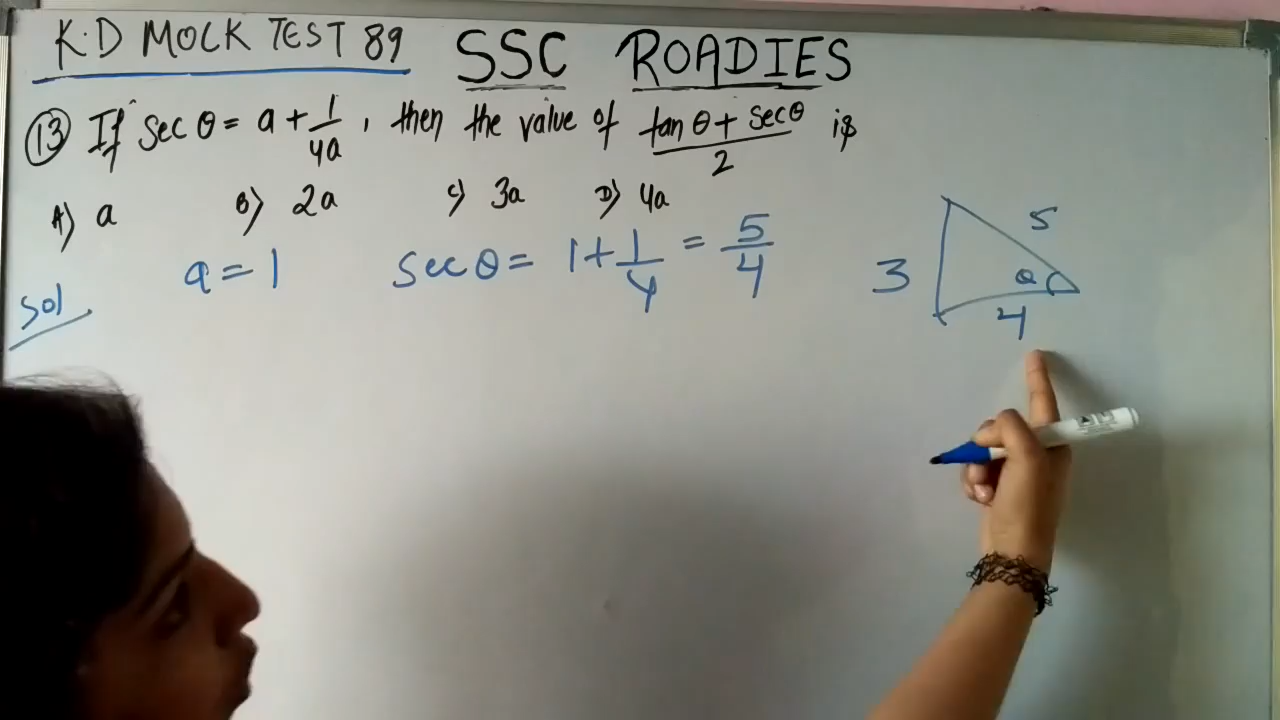 K.D MOCK TEST 89 SSC ROADIES
13 If sec θ = a + 1/4a , then the value of tan θ + sec θ/2 is
A) a B) 2a C) 3a D) 4a
Sol a = 1 sec θ = 1 + 1/4 = 5/4
3 5 θ 4